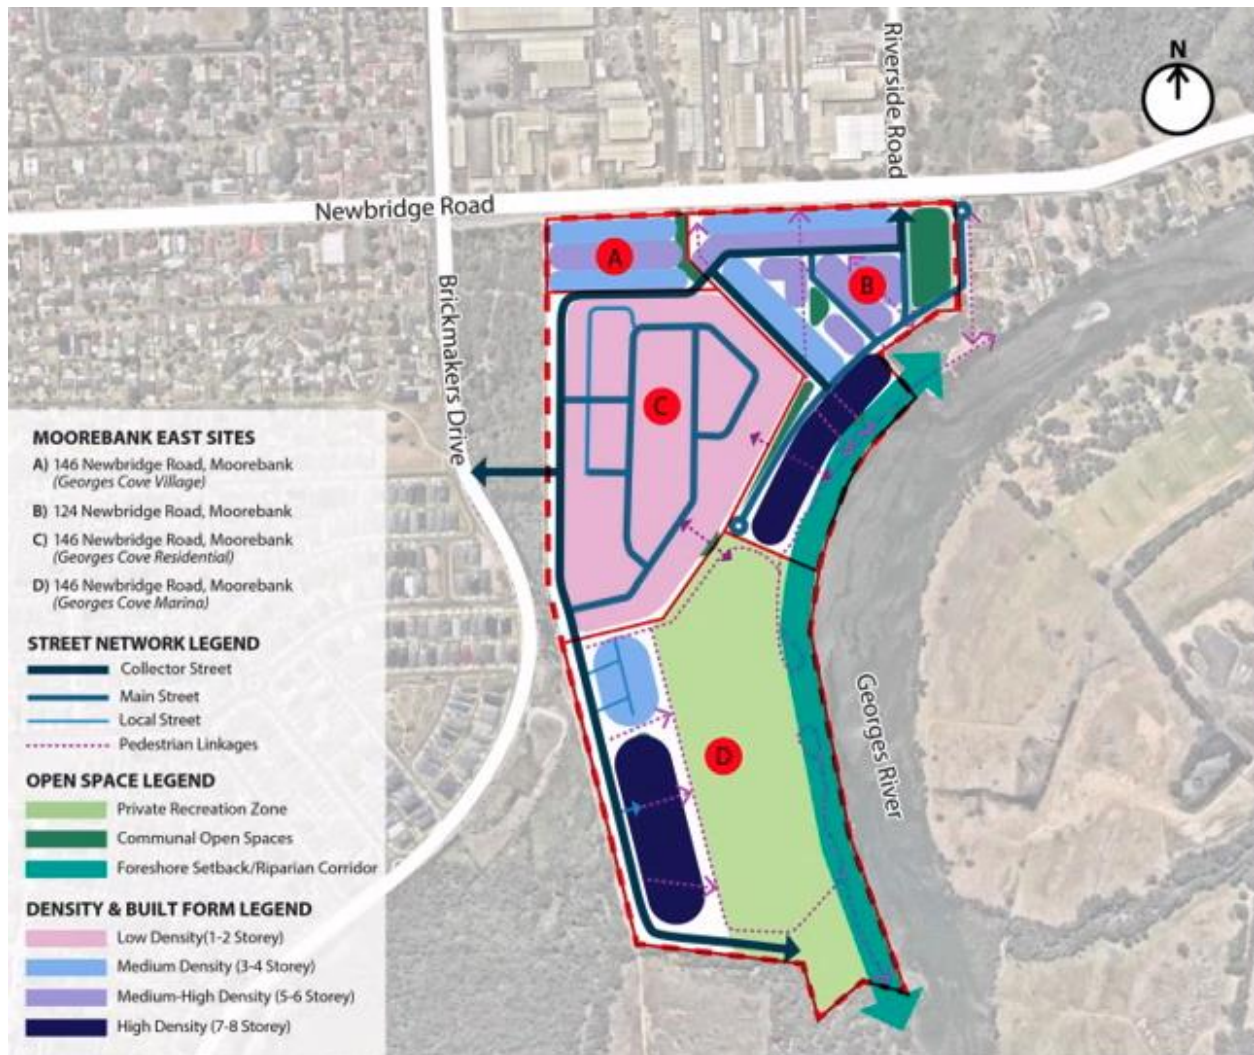 N
Riverside Road
Newbridge Road
Brickmakers Drive
Georges River
A
B
C
D
MOOREBANK EAST SITES
A) 146 Newbridge Road, Moorebank
(Georges Cove Village)
B) 124 Newbridge Road, Moorebank
C) 146 Newbridge Road, Moorebank
(Georges Cove Residential)
D) 146 Newbridge Road, Moorebank
(Georges Cove Marina)
STREET NETWORK LEGEND
Collector Street
Main Street
Local Street
Pedestrian Linkages
OPEN SPACE LEGEND
Private Recreation Zone
Communal Open Spaces
Foreshore Setback/Riparian Corridor
DENSITY & BUILT FORM LEGEND
Low Density(1-2 Storey)
Medium Density (3-4 Storey)
Medium-High Density (5-6 Storey)
High Density (7-8 Storey)